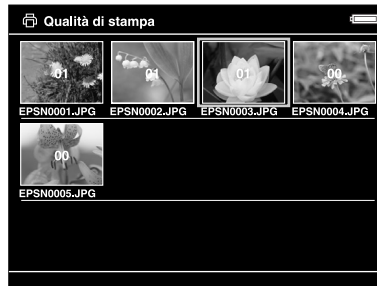 Qualità di stampa
01 01 01 00
EPSN0001.JPG EPSN0002.JPG EPSN0003.JPG EPSN0004.JPG
00
EPSN0005.JPG